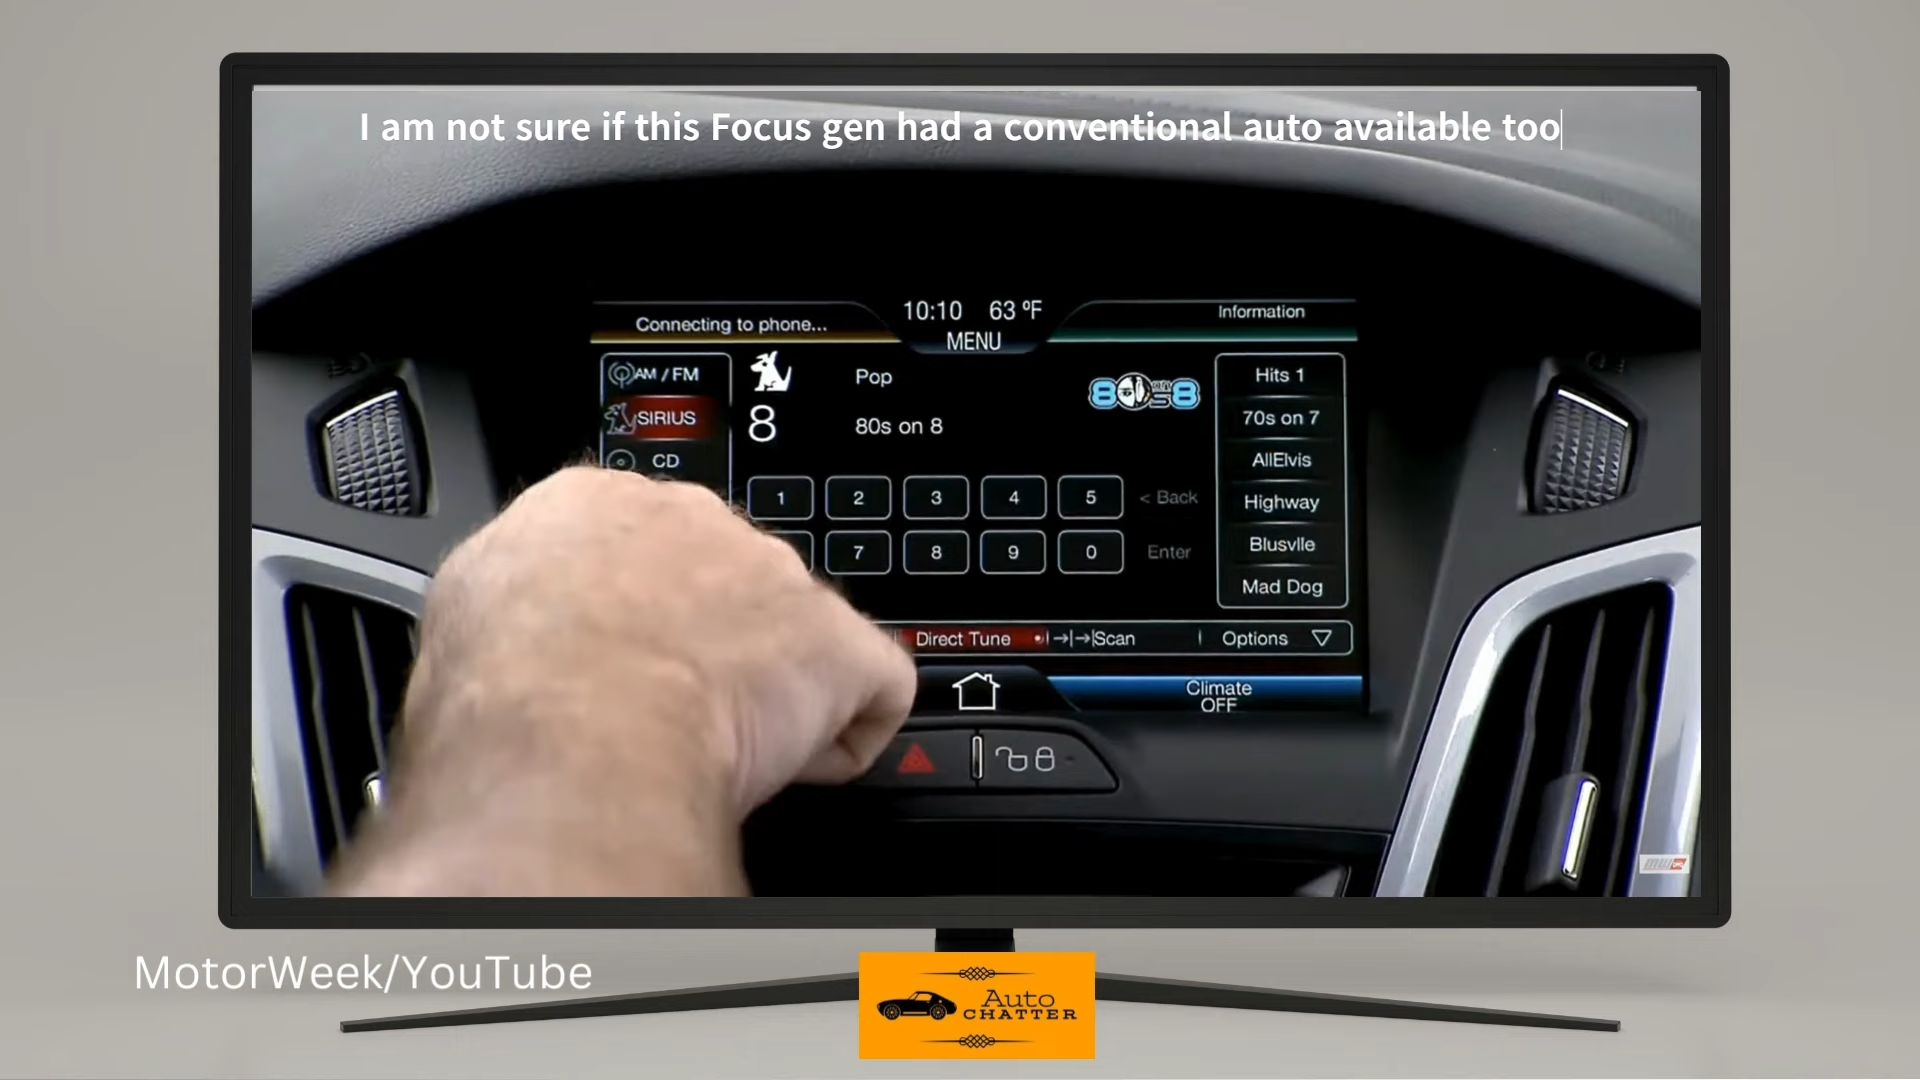 I am not sure if this Focus gen had a conventional auto available too
10:10 63 ºF
Information
Connecting to phone...
MENU
AM / FM
Pop
Hits 1
SIRIUS
8
80s on 8
70s on 7
CD
AllElvis
1 2 3 4 5 < Back
Highway
7 8 9 0 Enter
Blusvlle
Mad Dog
Direct Tune
Scan
Options
Climate
OFF
MotorWeek/YouTube
Auto
CHATTER